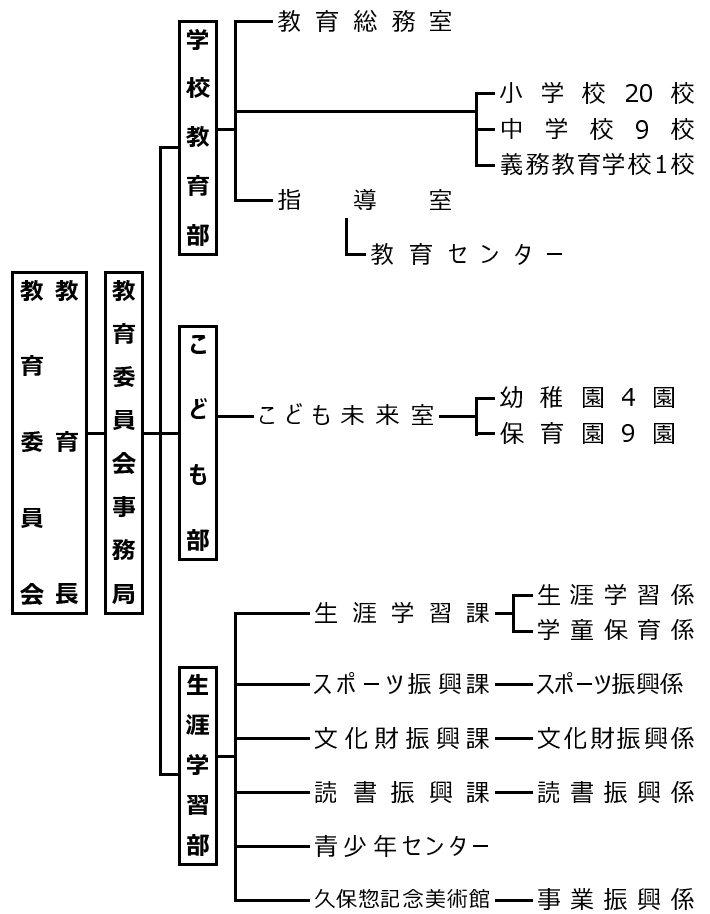 教育委員会
教育長
教育委員会事務局
学校教育部
教育総務室
小学校20校
中学校9校
義務教育学校1校
指導室
教育センター
こども部
こども未来室
幼稚園4園
保育園9園
生涯学習部
生涯学習課
生涯学習係
学童保育係
スポーツ振興課
スポーツ振興係
文化財振興課
文化財振興係
読書振興課
読書振興係
青少年センター
久保惣記念美術館
事業振興係